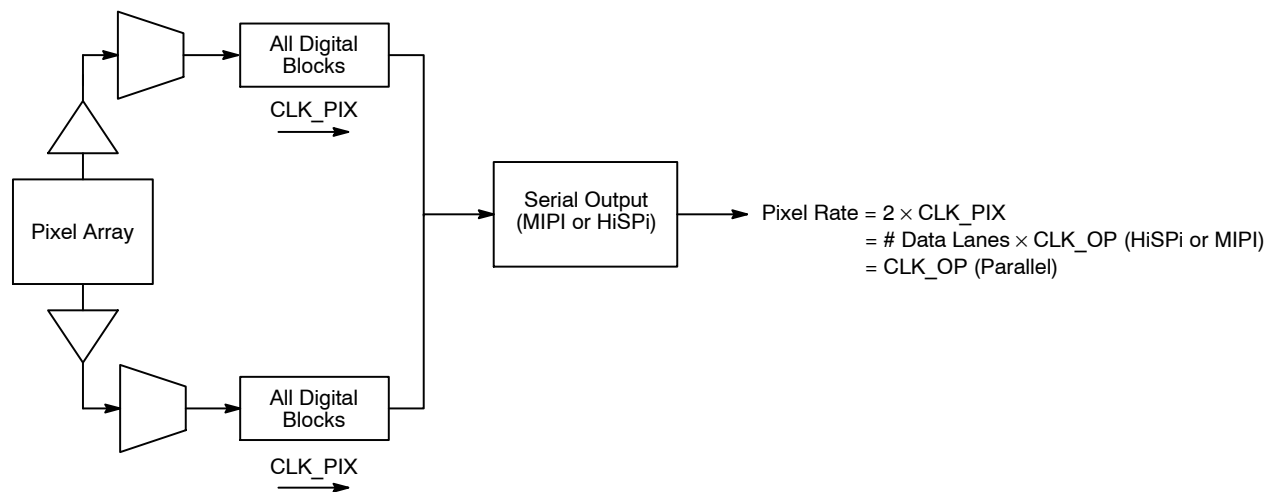 All Digital
Blocks
CLK_PIX
Pixel Array
Serial Output
(MIPI or HiSPi)
Pixel Rate = 2 × CLK_PIX
= # Data Lanes × CLK_OP (HiSPi or MIPI)
= CLK_OP (Parallel)
All Digital
Blocks
CLK_PIX